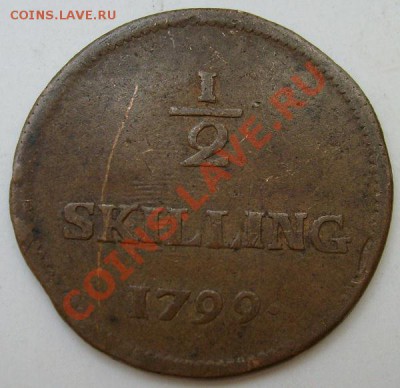 COINS.LAVE.RU
1
2
SKILLING
1799
COINS.LAVE.RU